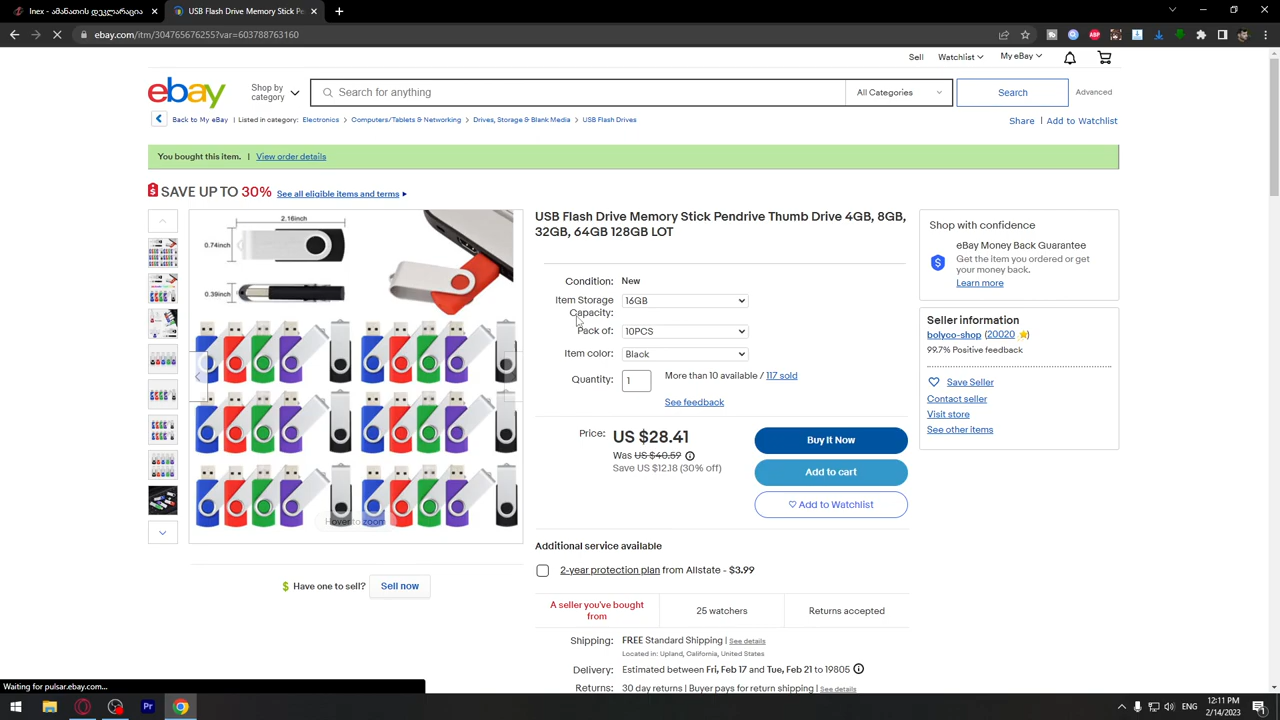 Inex - ამანათებ
ebay USB Flash Drive Memory Stick Pe
ebay.com/item/304765676255?var=603788763160
ABP
Sell Watchlist My eBay
ebay Shop by category Search for anything All Categories Search Advanced
Back to My eBay | Listed in category: Electronics > Computers/Tablets & Networking > Drives, Storage & Blank Media > USB Flash Drives Share | Add to Watchlist
You bought this item. | View order details
SAVE UP TO 30% See all eligible items and terms ▸
2.16inch
0.74inch
0.39inch
Hover to zoom
Have one to sell? Sell now
USB Flash Drive Memory Stick Pendrive Thumb Drive 4GB, 8GB,
32GB, 64GB 128GB LOT
Condition: New
Item Storage
Capacity: 16GB
Pack of: 10PCS
Item color: Black
Quantity: 1 More than 10 available / 117 sold
See feedback
Price: US $28.41
Was US $40.59
Save US $12.18 (30% off)
Buy It Now
Add to cart
Add to Watchlist
Additional service available
2-year protection plan from Allstate - $3.99
A seller you've bought
from
22 watchers
Returns accepted
Shipping: FREE Standard Shipping | See details
Located in: Upland, California, United States
Delivery: Estimated between Fri, Feb 17 and Tue, Feb 21 to 19805
Returns: 30 day returns | Buyer pays for return shipping | See details
Shop with confidence
eBay Money Back Guarantee
Get the item you ordered or get
your money back.
Learn more
Seller information
bolyco-shop (20020)
99.7% Positive feedback
Save Seller
Contact seller
Visit store
See other items
Waiting for pulsar.ebay.com...
Pr
ENG
12:11 PM
2/14/2023